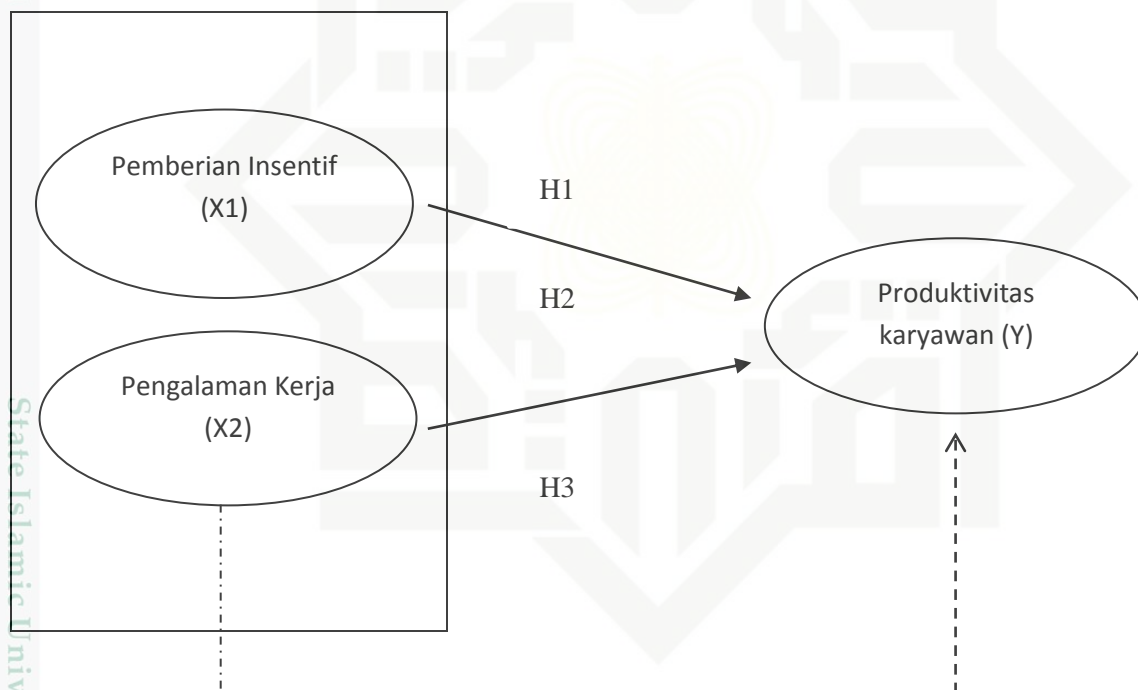 Pemberian Insentif
(X1)
H1
H2
Produktivitas
karyawan (Y)
Pengalaman Kerja
(X2)
H3
State Islamic Univ